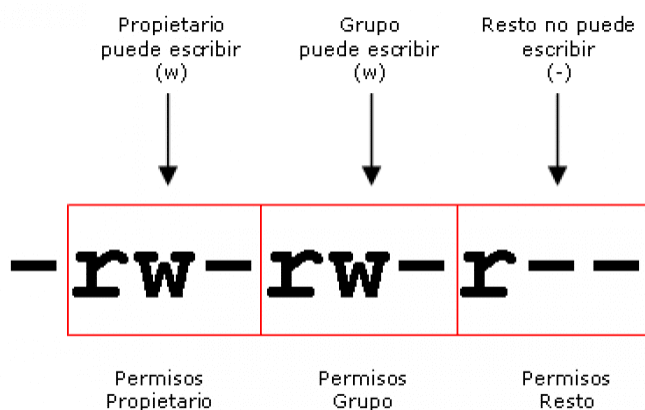 Propietario
puede escribir
(w)
Grupo
puede escribir
(w)
Resto no puede
escribir
(-)
-rw-rw-r--
Permisos
Propietario
Permisos
Grupo
Permisos
Resto